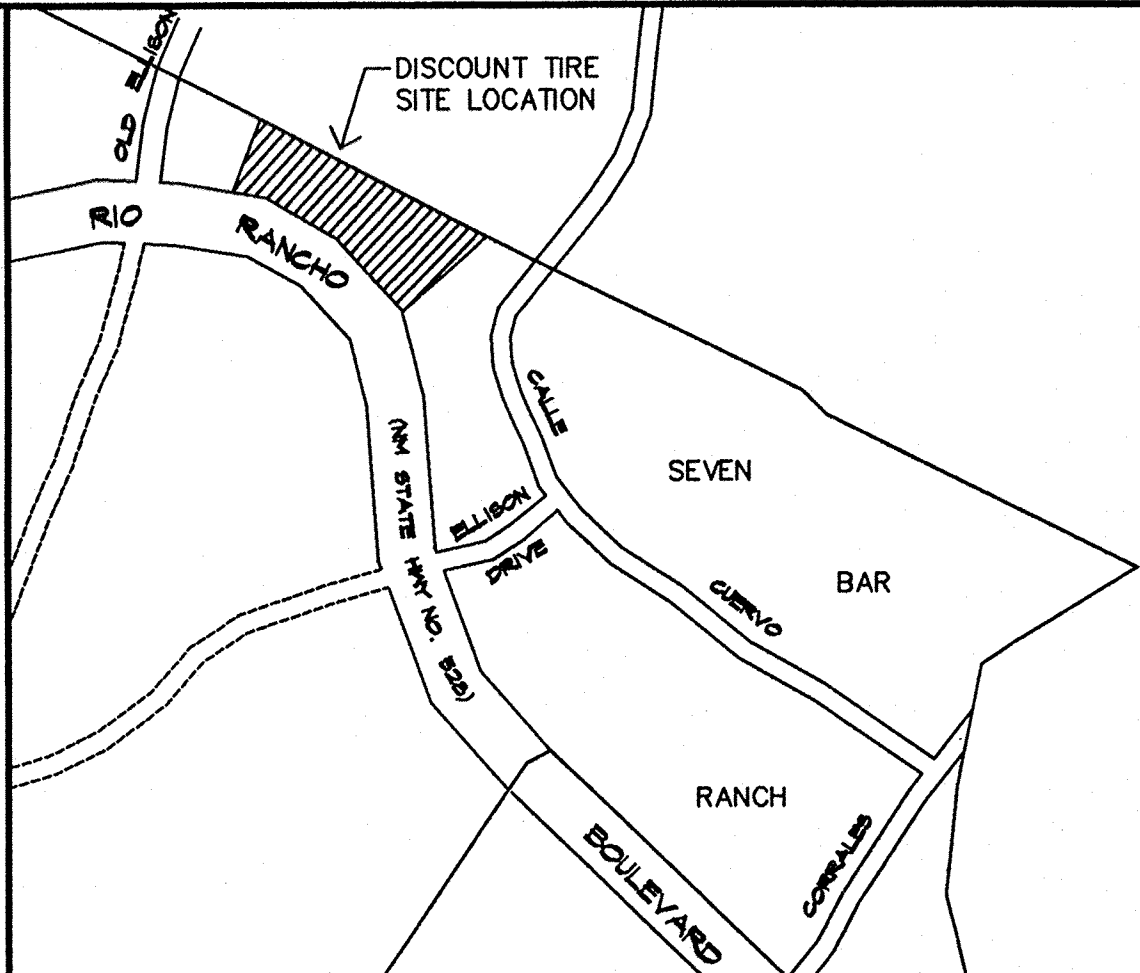 OLD ELLISON
DISCOUNT TIRE
SITE LOCATION
RIO
RANCHO
CALLE
(NM STATE HWY NO. 528)
SEVEN
ELLISON
DRIVE
BAR
CUERVO
RANCH
BOULEVARD
CORRALES